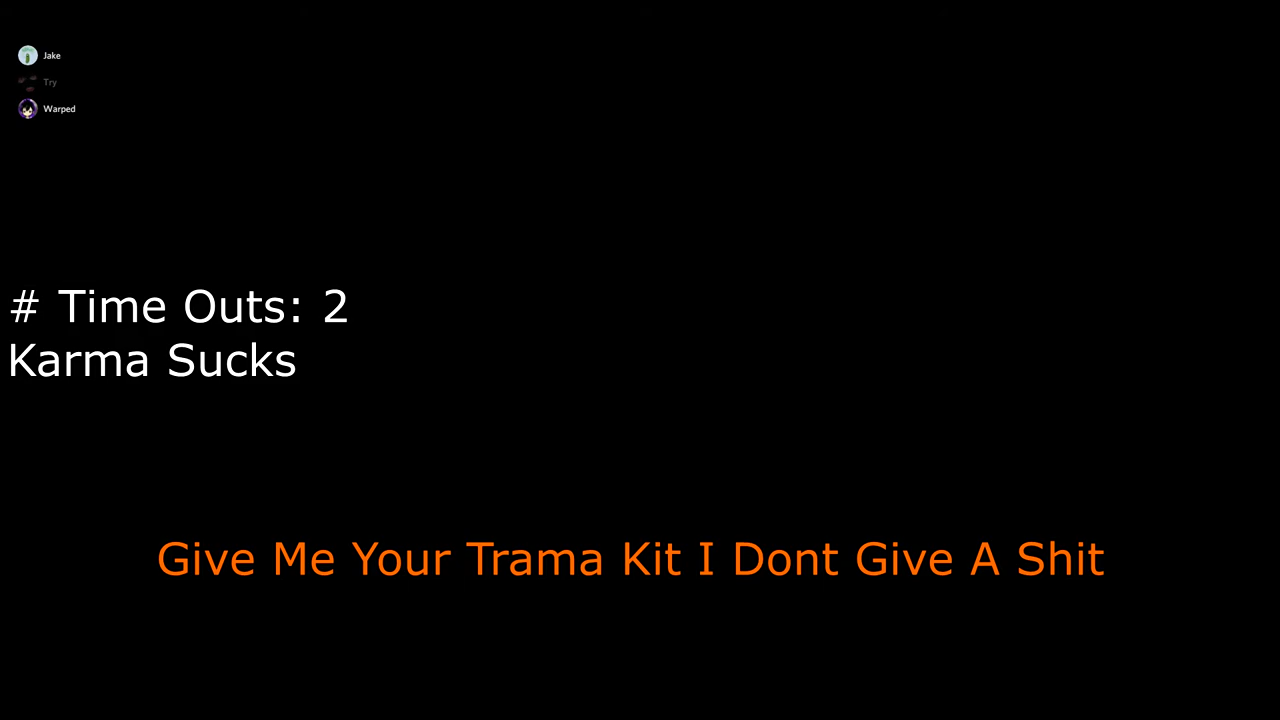 Jake
Try
Warped
# Time Outs: 2
Karma Sucks
Give Me Your Trama Kit I Dont Give A Shit